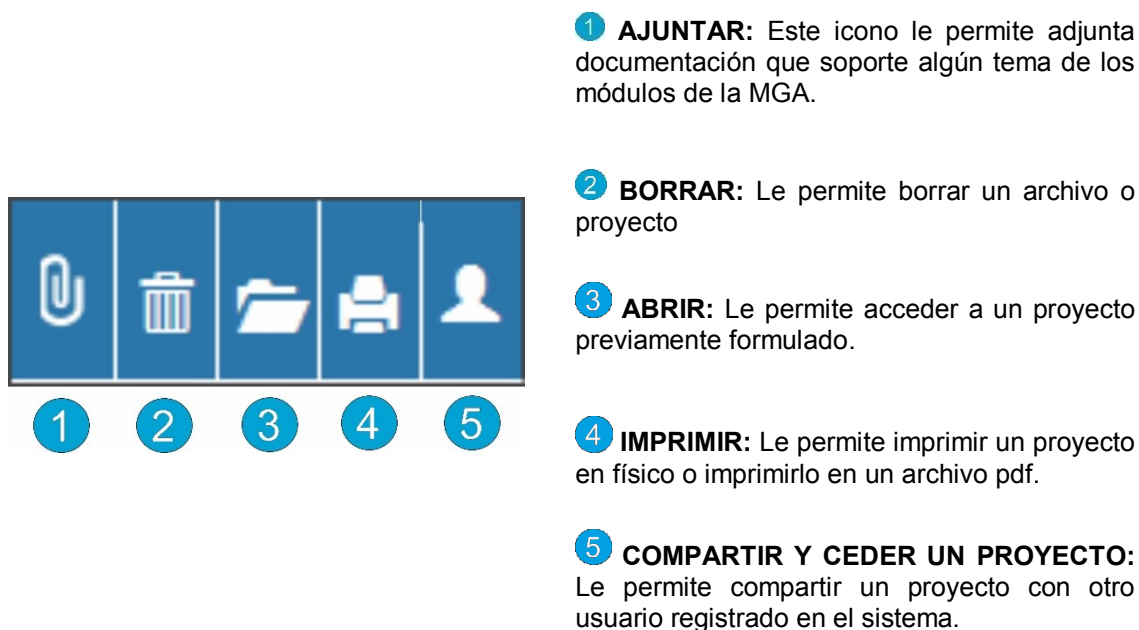 1 AJUNTAR: Este icono le permite adjunta
documentación que soporte algún tema de los
módulos de la MGA.
2 BORRAR: Le permite borrar un archivo o
proyecto
3 ABRIR: Le permite acceder a un proyecto
previamente formulado.
4 IMPRIMIR: Le permite imprimir un proyecto
en físico o imprimirlo en un archivo pdf.
5 COMPARTIR Y CEDER UN PROYECTO:
Le permite compartir un proyecto con otro
usuario registrado en el sistema.
1 2 3 4 5